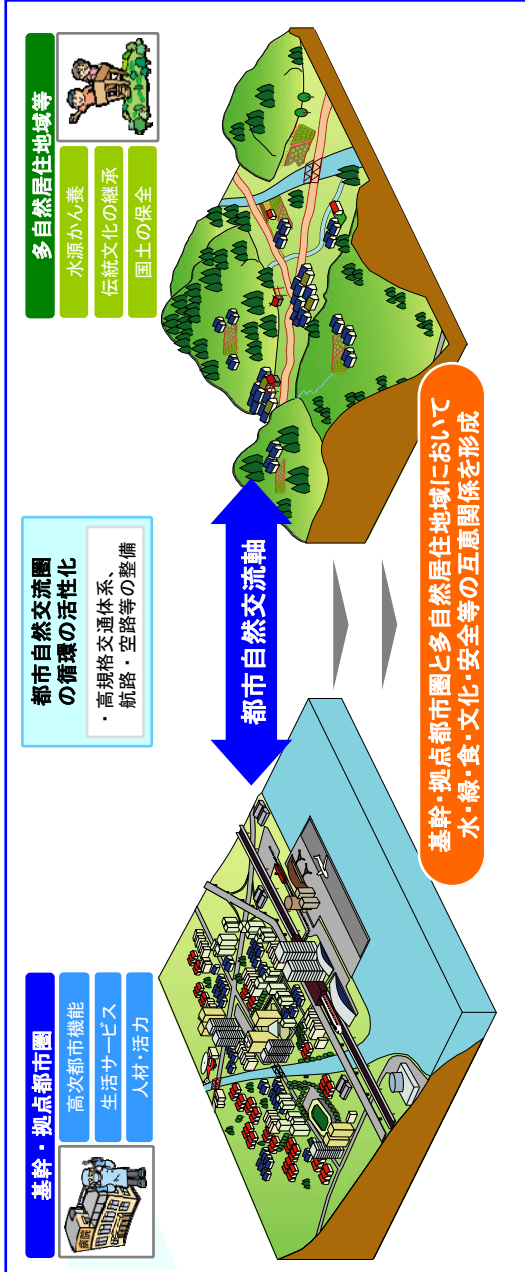 基幹・拠点都市圏
高次都市機能
生活サービス
人材・活力
病院
都市自然交流圏
の循環の活性化
・高規格交通体系、
航路・空路等の整備
多自然居住地域等
水源かん養
伝統文化の継承
国土の保全
都市自然交流軸
基幹・拠点都市圏と多自然居住地域において
水・緑・食・文化・安全等の互恵関係を形成